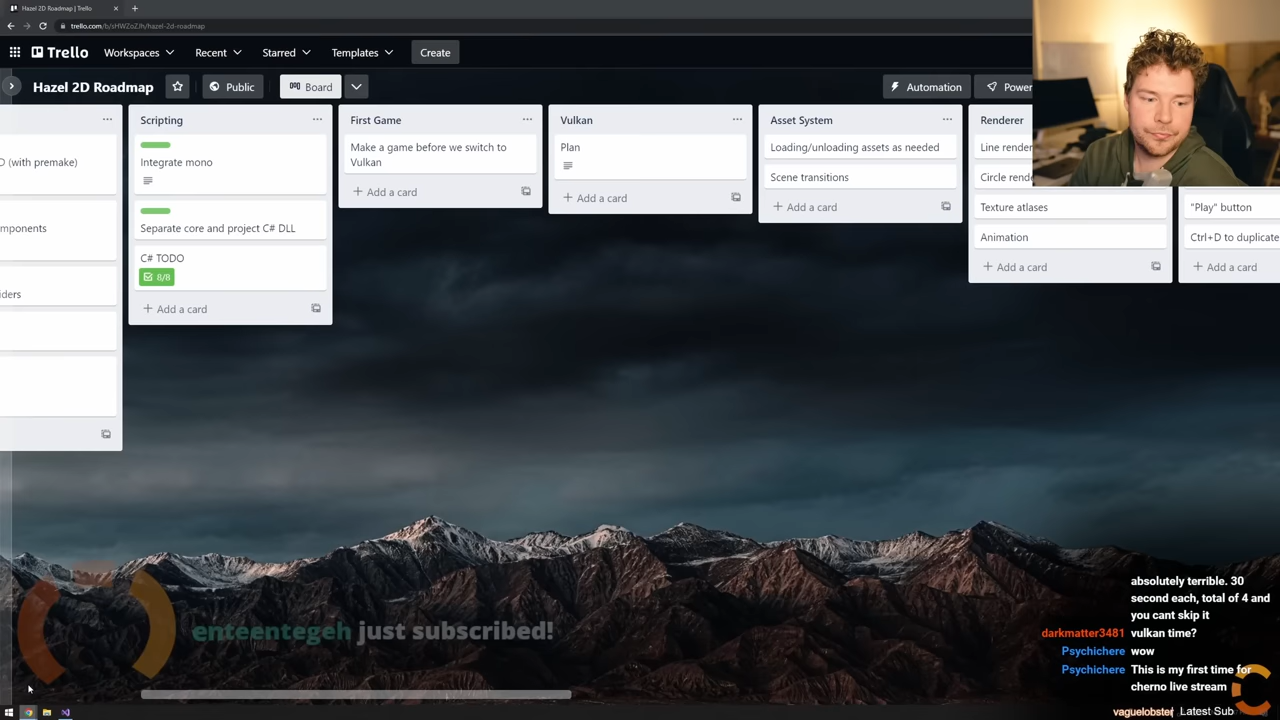 Hazel 2D Roadmap | Trello
trello.com/b/sHWZoZJh/hazel-2d-roadmap
Trello
Workspaces
Recent
Starred
Templates
Create
Hazel 2D Roadmap
Public
Board
Automation
Power
D (with premake)
mponents
iders
Scripting
Integrate mono
Separate core and project C# DLL
C# TODO
8/8
Add a card
First Game
Make a game before we switch to
Vulkan
Add a card
Vulkan
Plan
Add a card
Asset System
Loading/unloading assets as needed
Scene transitions
Add a card
Renderer
Line render
Circle rende
Texture atlases
Animation
Add a card
"Play" button
Ctrl+D to duplicate
Add a card
enteentegeh just subscribed!
absolutely terrible. 30
second each, total of 4 and
you cant skip it
darkmatter3481 vulkan time?
Psychichere wow
Psychichere This is my first time for
cherno live stream
vaguelobster Latest Sub